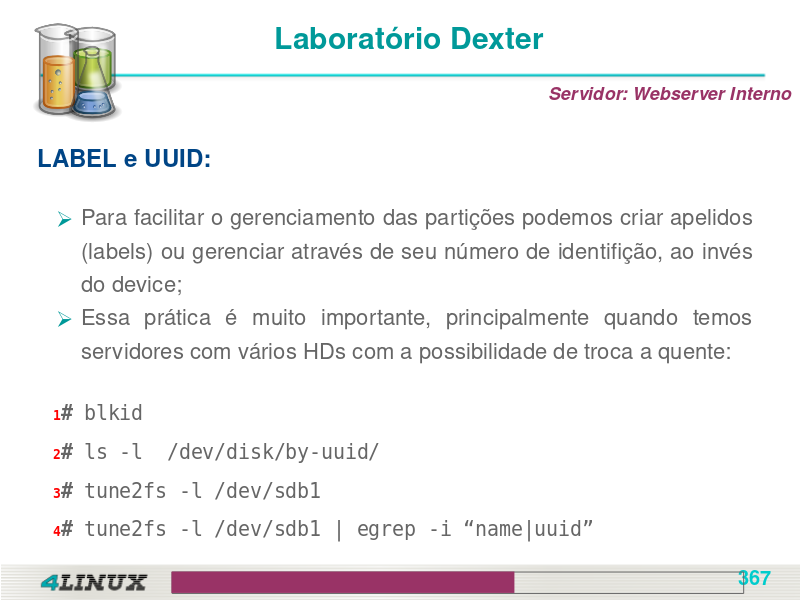 Laboratório Dexter
Servidor: Webserver Interno
LABEL e UUID:
➢ Para facilitar o gerenciamento das partições podemos criar apelidos
(labels) ou gerenciar através de seu número de identifição, ao invés
do device;
➢ Essa prática é muito importante, principalmente quando temos
servidores com vários HDs com a possibilidade de troca a quente:
1# blkid
2# ls -l  /dev/disk/by-uuid/
3# tune2fs -l /dev/sdb1
4# tune2fs -l /dev/sdb1 | egrep -i “name|uuid”
4LINUX
367